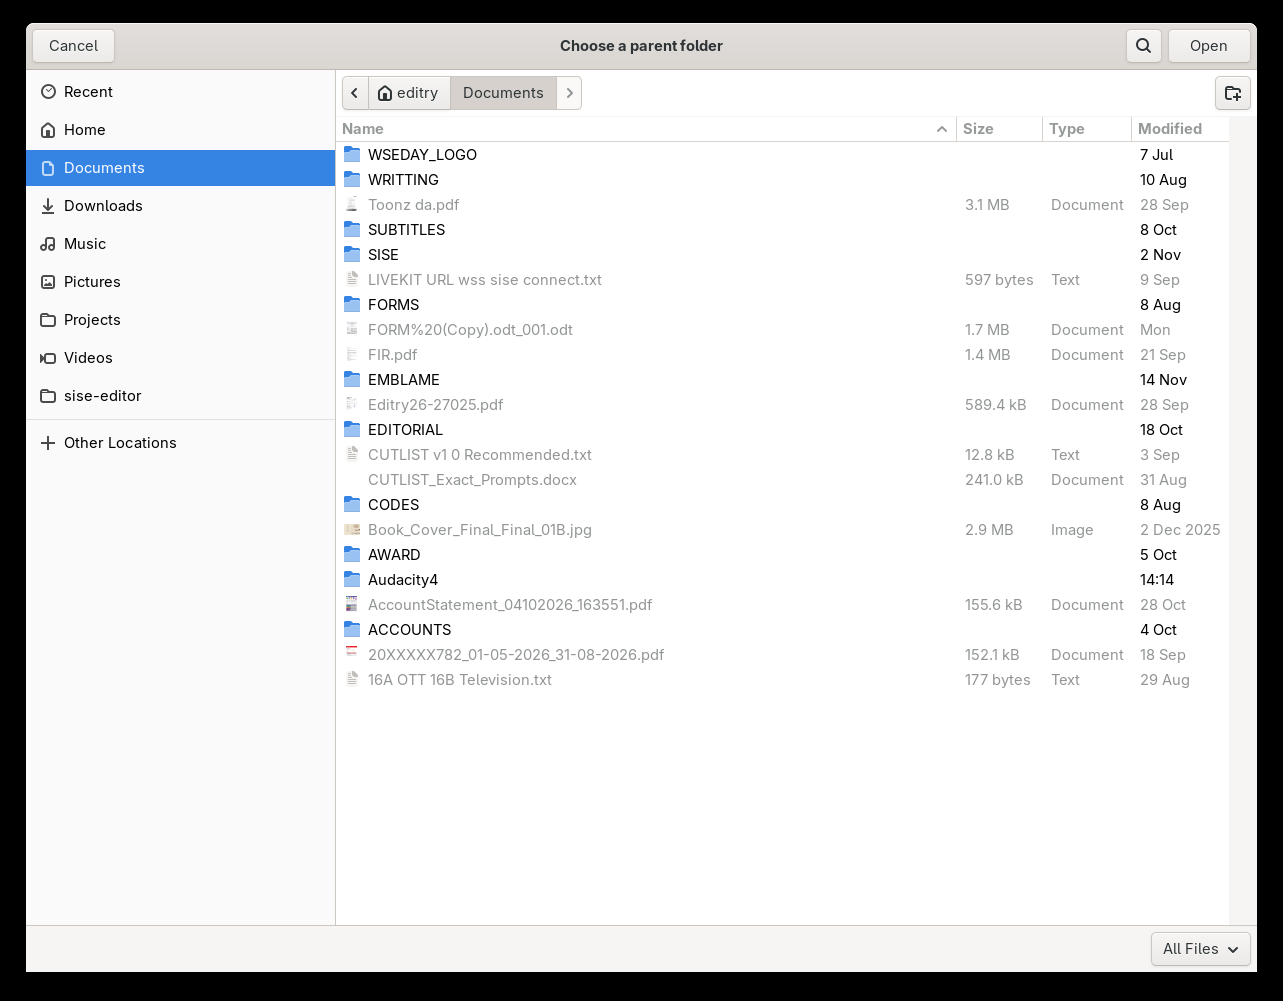 Cancel Choose a parent folder Open
Recent
Home
Documents
Downloads
Music
Pictures
Projects
Videos
sise-editor
Other Locations
editry Documents
Name Size Type Modified
WSEDAY_LOGO 7 Jul
WRITTING 10 Aug
Toonz da.pdf 3.1 MB Document 28 Sep
SUBTITLES 8 Oct
SISE 2 Nov
LIVEKIT URL wss sise connect.txt 597 bytes Text 9 Sep
FORMS 8 Aug
FORM%20(Copy).odt_001.odt 1.7 MB Document Mon
FIR.pdf 1.4 MB Document 21 Sep
EMBLAME 14 Nov
Editry26-27025.pdf 589.4 kB Document 28 Sep
EDITORIAL 18 Oct
CUTLIST v1 0 Recommended.txt 12.8 kB Text 3 Sep
CUTLIST_Exact_Prompts.docx 241.0 kB Document 31 Aug
CODES 8 Aug
Book_Cover_Final_Final_01B.jpg 2.9 MB Image 2 Dec 2025
AWARD 5 Oct
Audacity4 14:14
AccountStatement_04102026_163551.pdf 155.6 kB Document 28 Oct
ACCOUNTS 4 Oct
20XXXXX782_01-05-2026_31-08-2026.pdf 152.1 kB Document 18 Sep
16A OTT 16B Television.txt 177 bytes Text 29 Aug
All Files